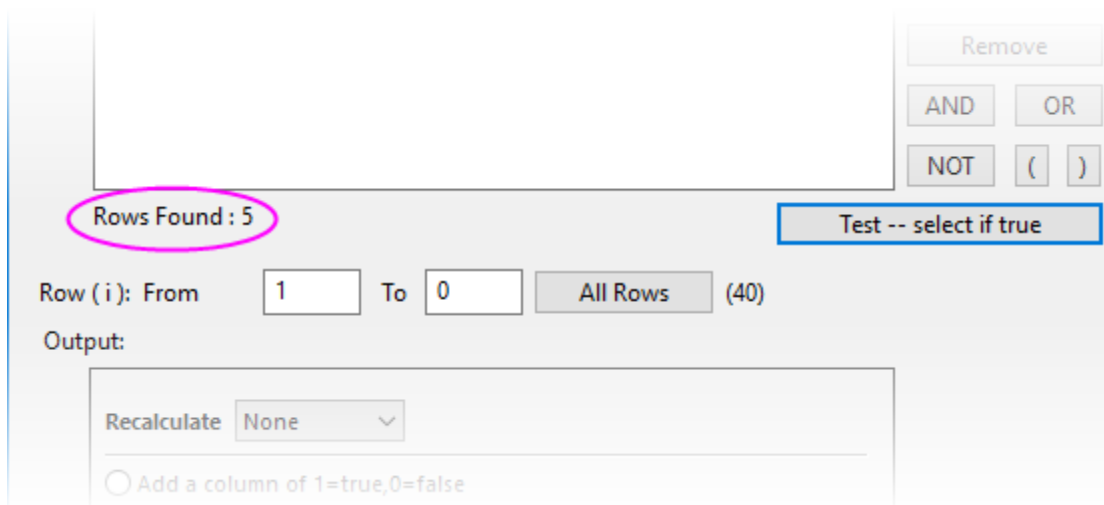 Remove
AND OR
NOT ( )
Rows Found : 5
Test -- select if true
Row ( i ): From 1 To 0 All Rows (40)
Output:
Recalculate None
Add a column of 1=true,0=false